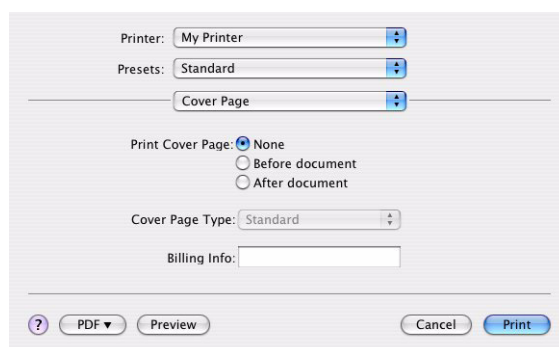 Printer: My Printer
Presets: Standard
Cover Page
Print Cover Page: None
Before document
After document
Cover Page Type: Standard
Billing Info:
? PDF▼ Preview Cancel Print